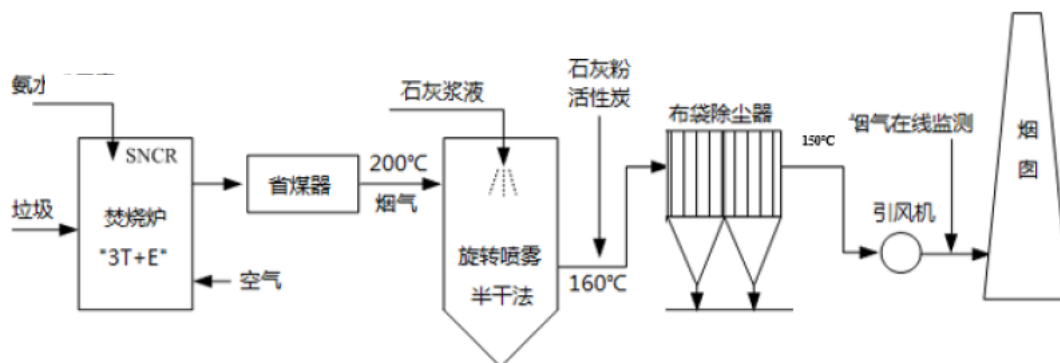 氨水
SNCR
垃圾
焚烧炉
"3T+E"
空气
省煤器
200℃
烟气
石灰浆液
旋转喷雾
半干法
石灰粉
活性炭
160℃
布袋除尘器
150℃
引风机
烟气在线监测
烟
囱